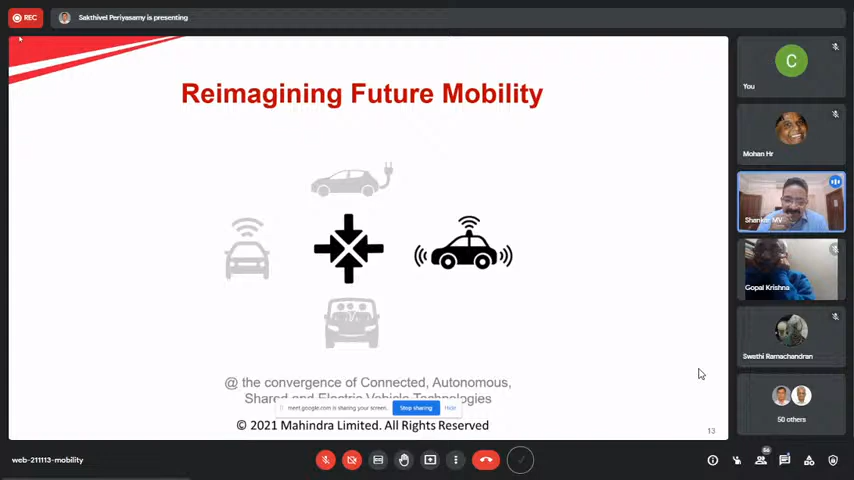 REC
Sakthivel Periyasamy is presenting
Reimagining Future Mobility
@ the convergence of Connected, Autonomous,
Shared and Electric Vehicle Technologies
meet.google.com is sharing your screen.
Stop sharing
Hide
© 2021 Mahindra Limited. All Rights Reserved
13
C
You
Mohan Hr
Shankar MV
Gopal Krishna
Swathi Ramachandran
50 others
web-211113-mobility